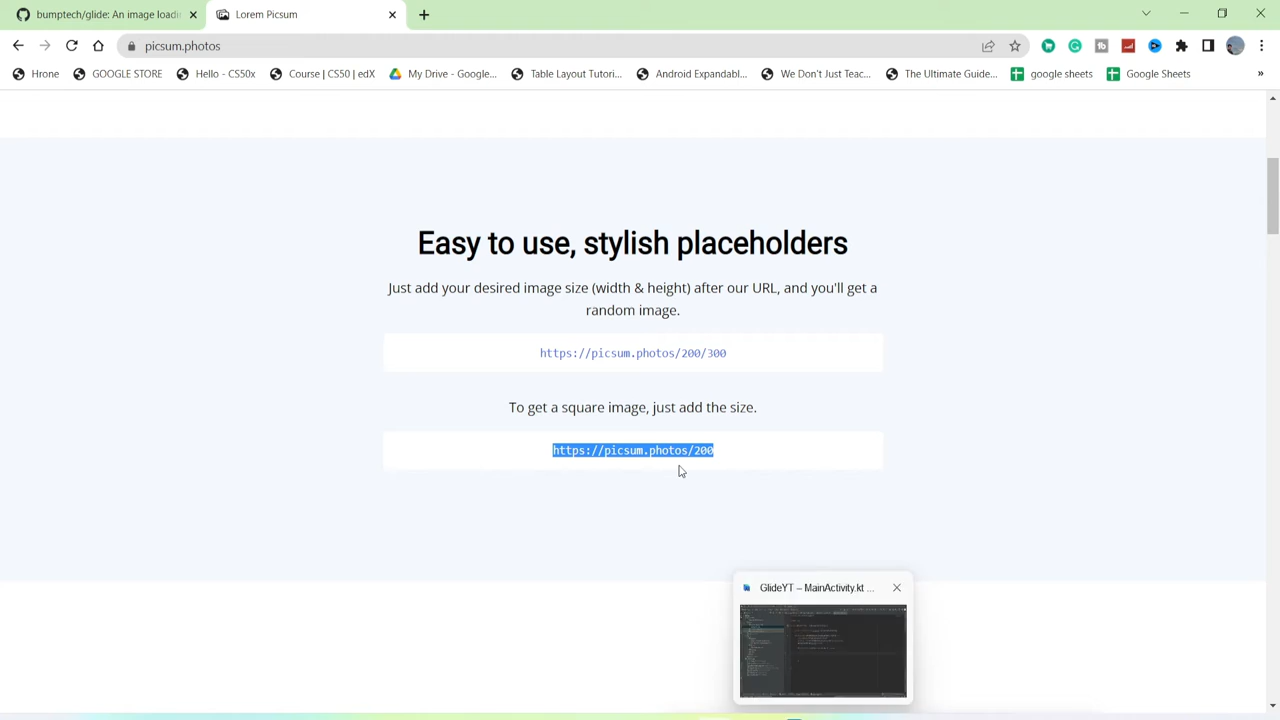 bumptech/glide: An image loadin
Lorem Picsum
picsum.photos
Hrone
GOOGLE STORE
Hello - CS50x
Course | CS50 | edX
My Drive - Google...
Table Layout Tutori...
Android Expandabl...
We Don't Just Teac...
The Ultimate Guide...
google sheets
Google Sheets
»
Easy to use, stylish placeholders
Just add your desired image size (width & height) after our URL, and you'll get a
random image.
https://picsum.photos/200/300
To get a square image, just add the size.
https://picsum.photos/200
GlideYT – MainActivity.kt ...